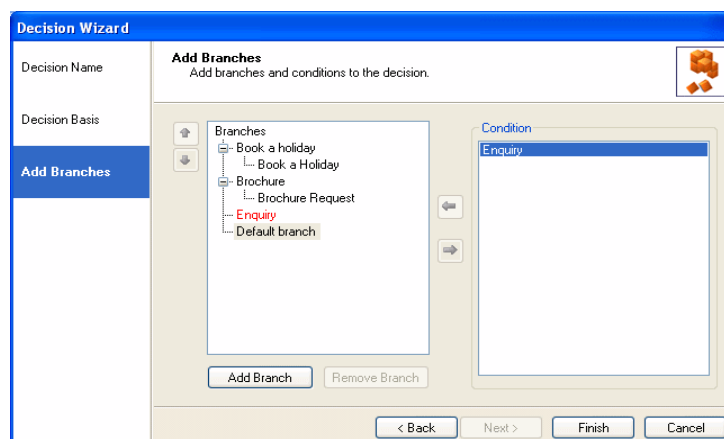 Decision Wizard
Decision Name
Decision Basis
Add Branches
Add Branches
Add branches and conditions to the decision.
Branches
Book a holiday
Book a Holiday
Brochure
Brochure Request
Enquiry
Default branch
Condition
Enquiry
Add Branch
Remove Branch
< Back
Next >
Finish
Cancel